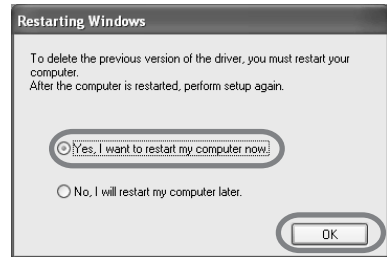 Restarting Windows
To delete the previous version of the driver, you must restart your
computer.
After the computer is restarted, perform setup again.
Yes, I want to restart my computer now.
No, I will restart my computer later.
OK